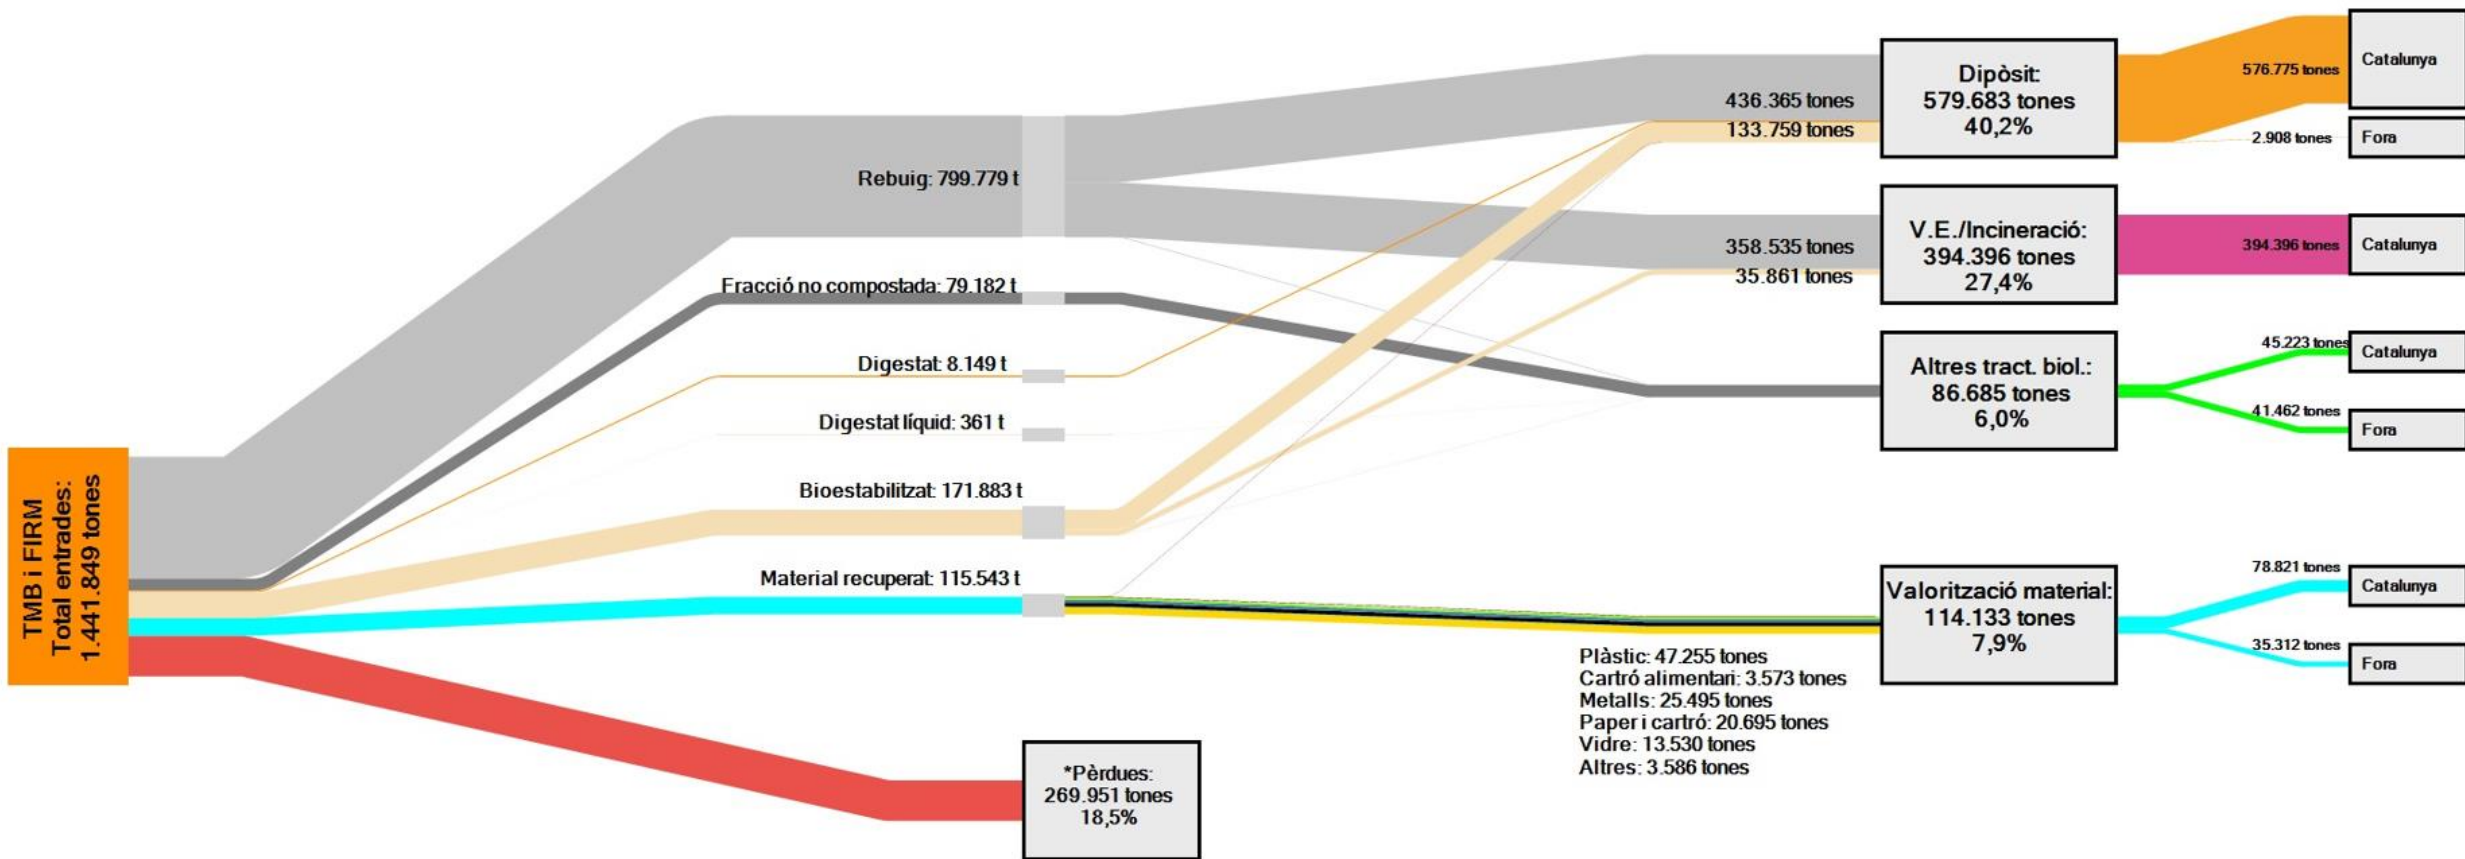 TMB i FIRM
Total entrades:
1.441.849 tones
Rebuig: 799.779 t
Fracció no compostada: 79.182 t
Digestat: 8.149 t
Digestat líquid: 361 t
Bioestabilitzat: 171.883 t
Material recuperat: 115.543 t
*Pèrdues:
269.951 tones
18,5%
436.365 tones
133.759 tones
358.535 tones
35.861 tones
Plàstic: 47.255 tones
Cartró alimentari: 3.573 tones
Metalls: 25.495 tones
Paper i cartró: 20.695 tones
Vidre: 13.530 tones
Altres: 3.586 tones
Dipòsit:
579.683 tones
40,2%
V.E./Incineració:
394.396 tones
27,4%
Altres tract. biol.:
86.685 tones
6,0%
Valorització material:
114.133 tones
7,9%
576.775 tones
Catalunya
2.908 tones
Fora
394.396 tones
Catalunya
45.223 tones
Catalunya
41.462 tones
Fora
78.821 tones
Catalunya
35.312 tones
Fora